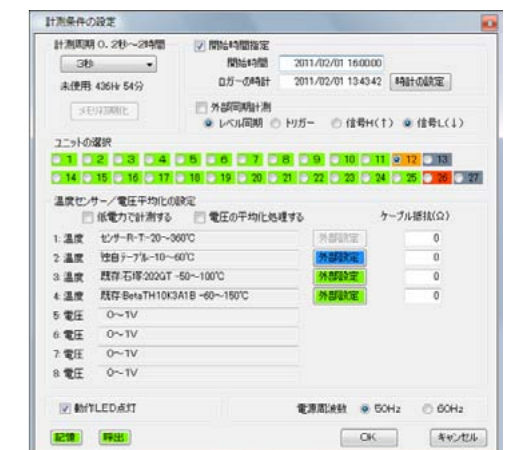 計測条件の設定
計測周期 0.2秒～2時間
3秒
未使用 436Hr 54分
メモリ初期化
開始時間指定
開始時間 2011/02/01 16:00:00
ロガーの時計 2011/02/01 13:43:42 時計の設定
外部同期計測
レベル同期 トリガー 信号H(↑) 信号L(↓)
ユニットの選択
1 2 3 4 5 6 7 8 9 10 11 12 13
14 15 16 17 18 19 20 21 22 23 24 25 26 27
温度センサー／電圧平均化の設定
低電力で計測する 電圧の平均化処理する ケーブル抵抗(Ω)
1: 温度 センサ-R-T-20～360℃ 外部設定 0
2: 温度 独自テーブル-10～60℃ 外部設定 0
3: 温度 既存:石塚:202GT -50～100℃ 外部設定 0
4: 温度 既存:BetaTH10K3A1B -60～150℃ 外部設定 0
5: 電圧 0～1V
6: 電圧 0～1V
7: 電圧 0～1V
8: 電圧 0～1V
動作LED点灯 電源周波数 50Hz 60Hz
記憶 呼出 OK キャンセル